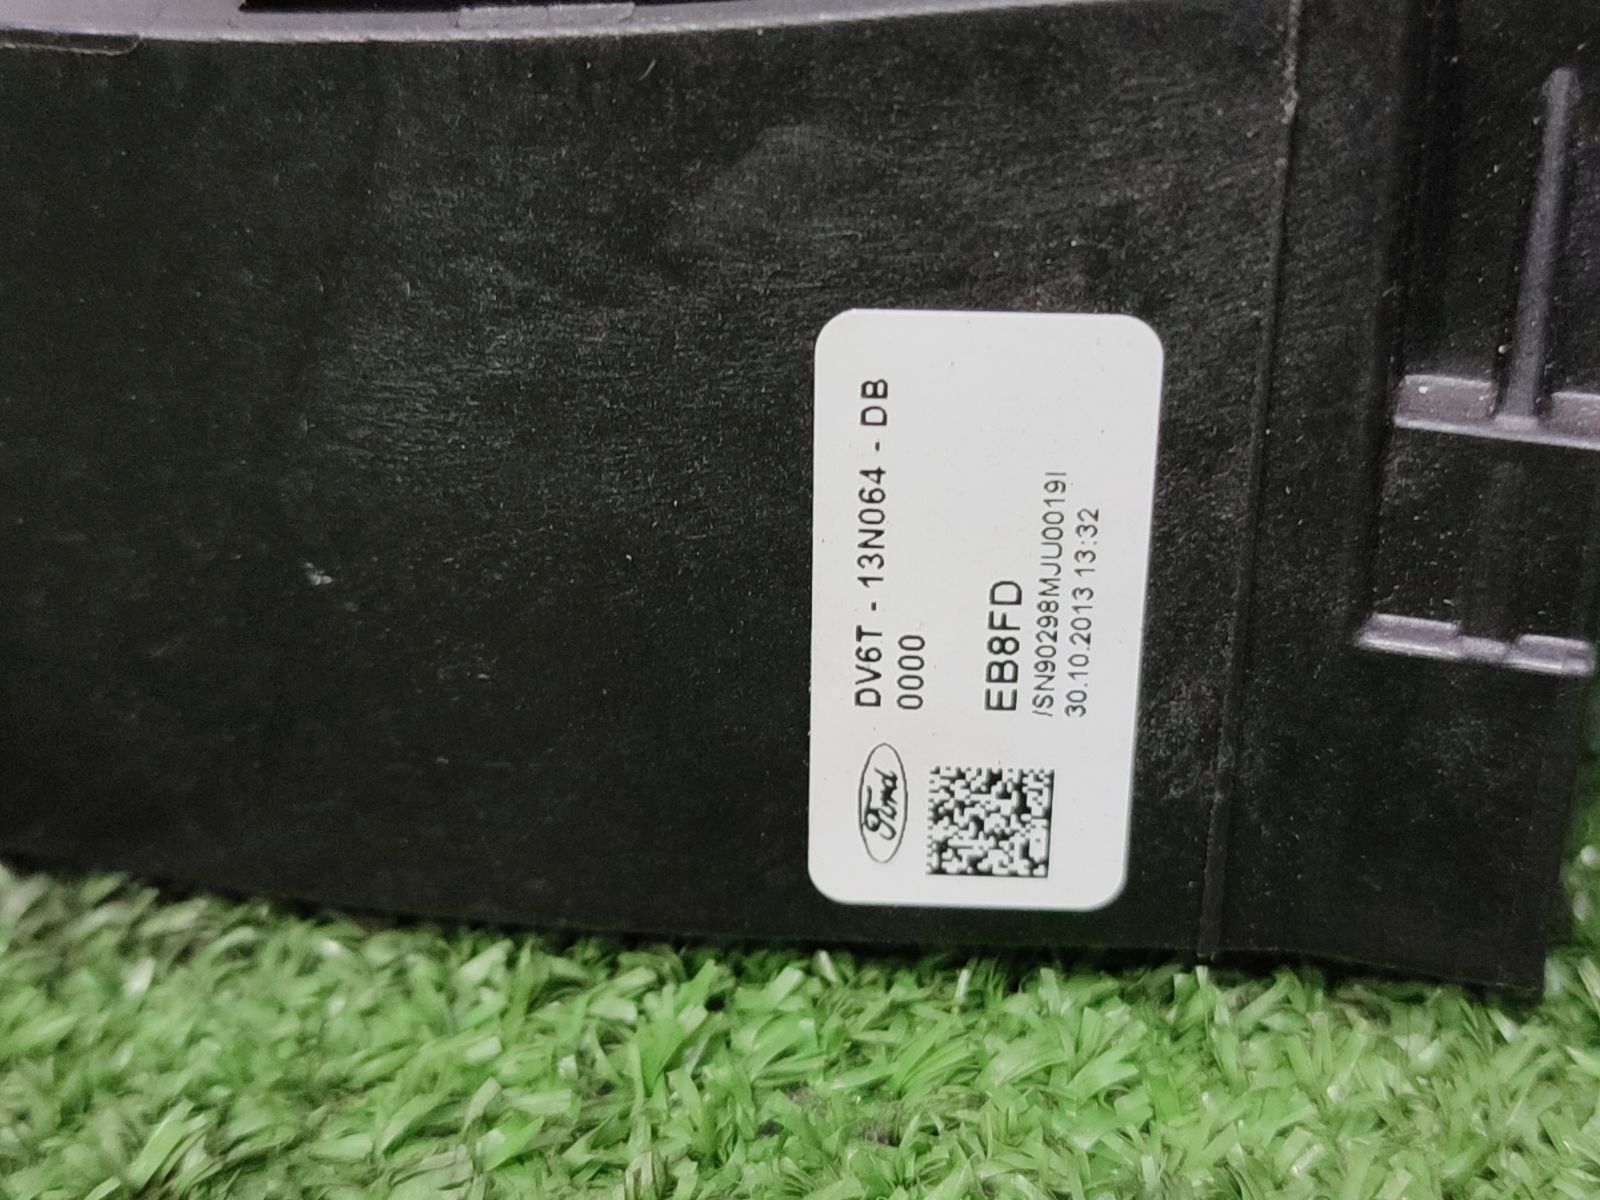 DV6T - 13N064 - DB
0000
EB8FD
/SN90298MJU0019I
30.10.2013 13:32
Ford